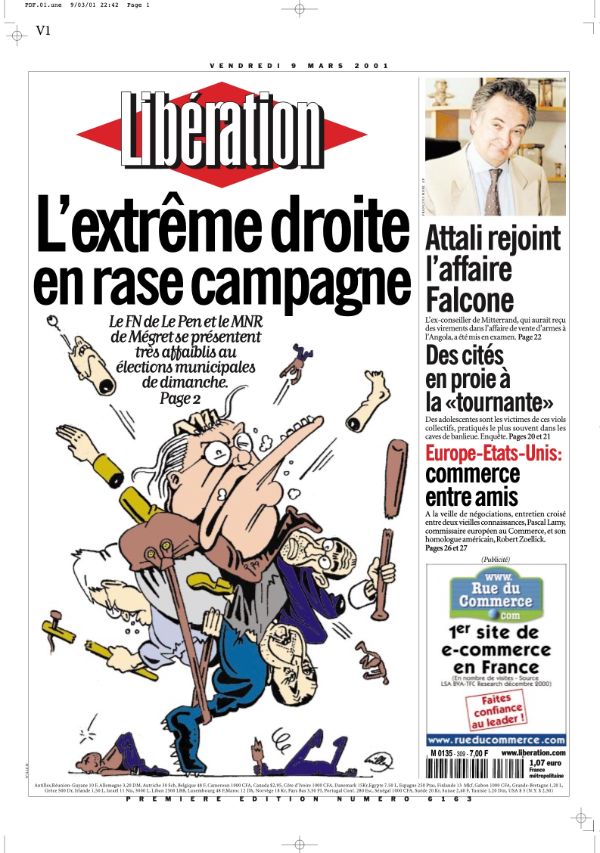 PDF.01.une 9/03/01 22:42 Page 1
V1
VENDREDI 9 MARS 2001
Libération
L'extrême droite
en rase campagne
Le FN de Le Pen et le MNR
de Mégret se présentent
très affaiblis au
élections municipales
de dimanche.
Page 2
Attali rejoint
l'affaire
Falcone
L'ex-conseiller de Mitterrand, qui aurait reçu
des virements dans l'affaire de vente d'armes à
l'Angola, a été mis en examen. Page 22
Des cités
en proie à
la «tournante»
Des adolescentes sont les victimes de ces viols
collectifs, pratiqués le plus souvent dans les
caves de banlieue. Enquête. Pages 20 et 21
Europe-Etats-Unis:
commerce
entre amis
A la veille de négociations, entretien croisé
entre deux vieilles connaissances, Pascal Lamy,
commissaire européen au Commerce, et son
homologue américain, Robert Zoellick.
Pages 26 et 27
(Publicité)
www.
Rue du
Commerce
.com
1er site de
e-commerce
en France
(En nombre de visites - Source
LSA BVA-TFC Research décembre 2000)
Faites
confiance
au leader !
www.rueducommerce.com
M 0135 - 309 - 7,00 F
www.liberation.com
1,07 euro
France
métropolitaine
PREMIERE EDITION NUMERO 6163